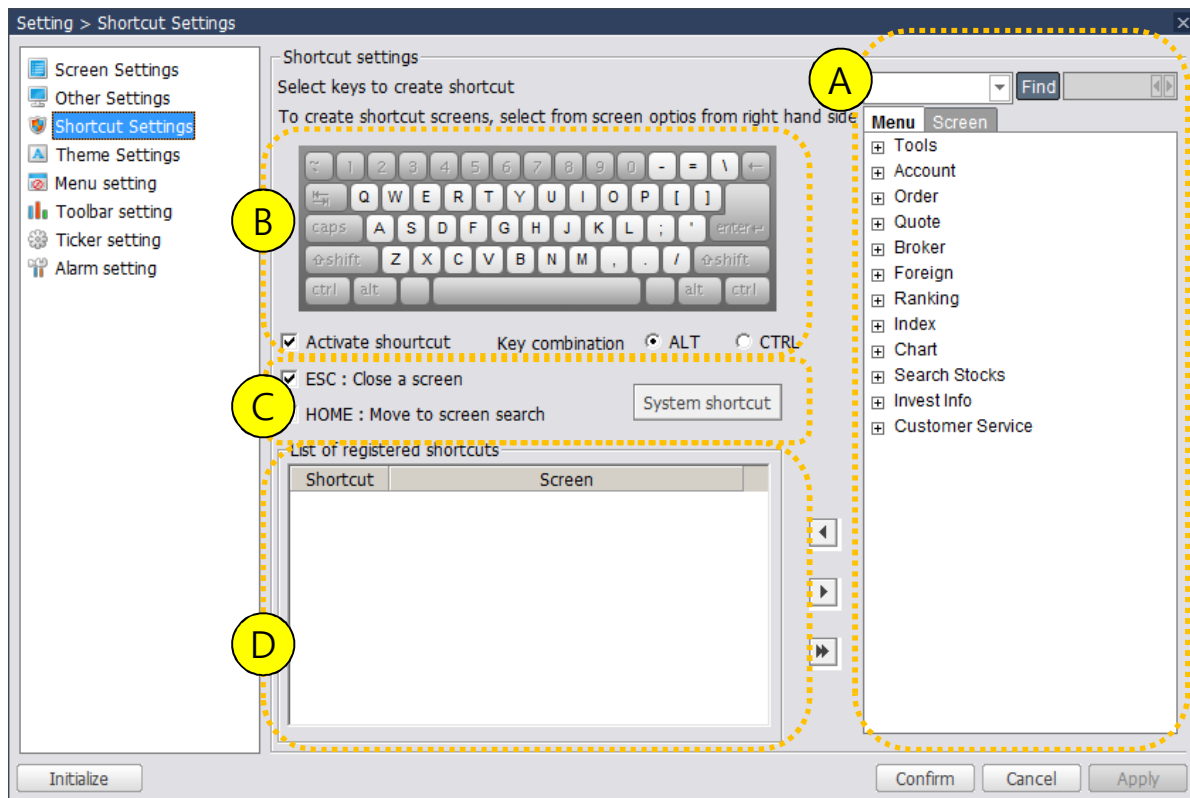 Setting > Shortcut Settings
Screen Settings
Other Settings
Shortcut Settings
Theme Settings
Menu setting
Toolbar setting
Ticker setting
Alarm setting
Shortcut settings
Select keys to create shortcut
To create shortcut screens, select from screen optios from right hand side
A
Find
Menu Screen
Tools
Account
Order
Quote
Broker
Foreign
Ranking
Index
Chart
Search Stocks
Invest Info
Customer Service
B
1 2 3 4 5 6 7 8 9 0 - = \ ←
Q W E R T Y U I O P [ ]
caps A S D F G H J K L ; ' enter↵
⇧shift Z X C V B N M , . / ⇧shift
ctrl alt alt ctrl
Activate shourtcut Key combination ALT CTRL
C
ESC : Close a screen
HOME : Move to screen search
System shortcut
D
List of registered shortcuts
Shortcut Screen
Initialize Confirm Cancel Apply